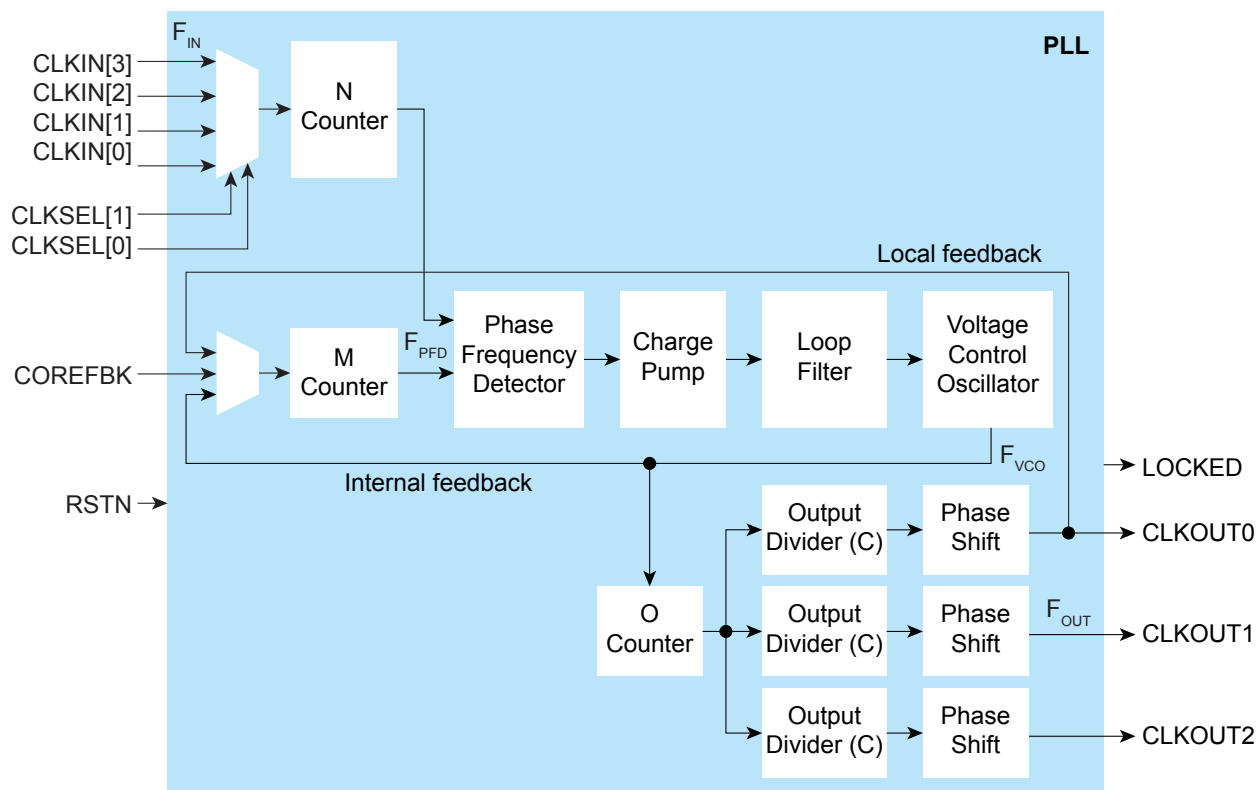 F_IN
PLL
CLKIN[3]
CLKIN[2]
CLKIN[1]
CLKIN[0]
N
Counter
CLKSEL[1]
CLKSEL[0]
Local feedback
COREFBK
M
Counter
F_PFD
Phase
Frequency
Detector
Charge
Pump
Loop
Filter
Voltage
Control
Oscillator
Internal feedback
F_VCO
LOCKED
RSTN
Output
Divider (C)
Phase
Shift
CLKOUT0
O
Counter
Output
Divider (C)
Phase
Shift
F_OUT
CLKOUT1
Output
Divider (C)
Phase
Shift
CLKOUT2